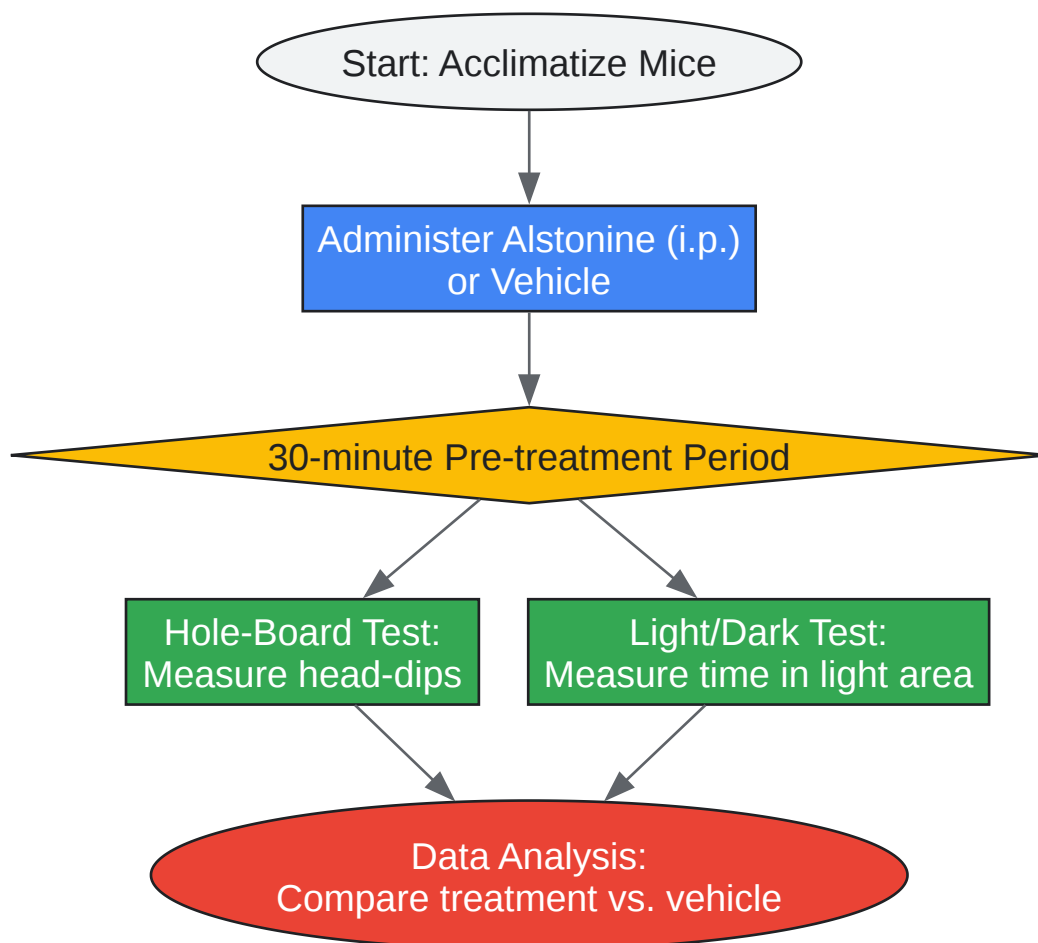 Start: Acclimatize Mice
Administer Alstonine (i.p.)
or Vehicle
30-minute Pre-treatment Period
Hole-Board Test:
Measure head-dips
Light/Dark Test:
Measure time in light area
Data Analysis:
Compare treatment vs. vehicle